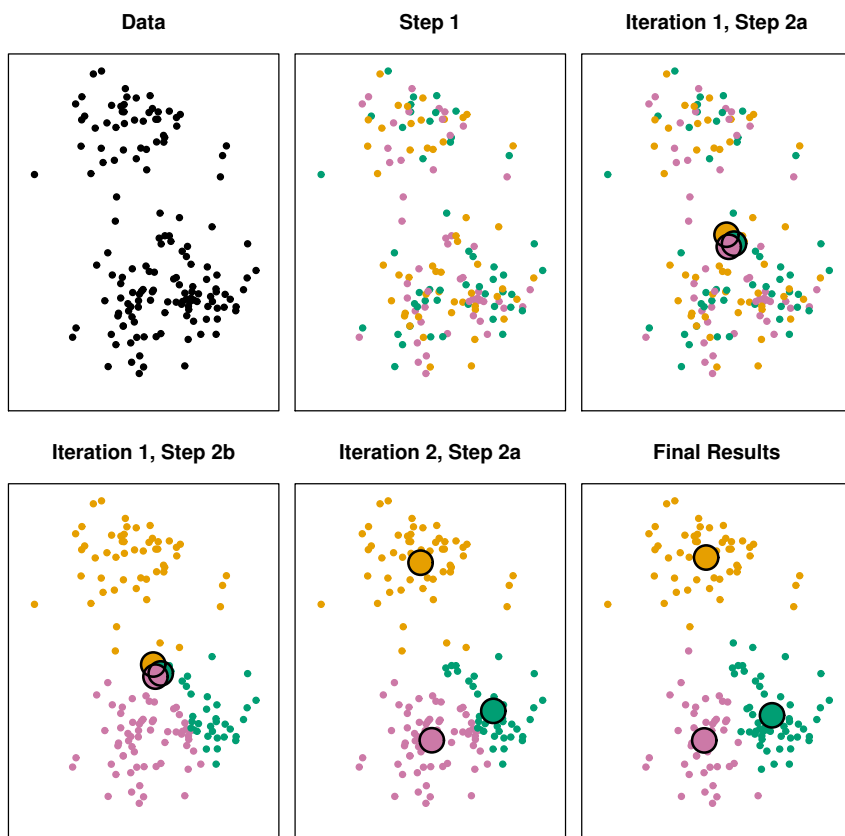 Data
Step 1
Iteration 1, Step 2a
Iteration 1, Step 2b
Iteration 2, Step 2a
Final Results